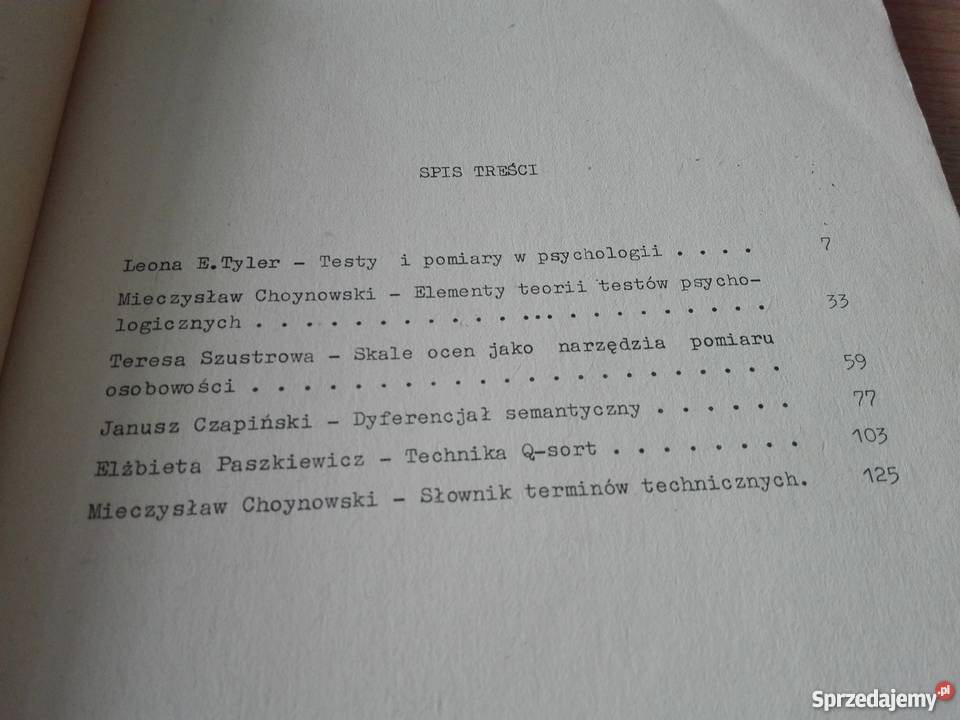 SPIS TREŚCI
Leona E.Tyler - Testy i pomiary w psychologii . . . . 7
Mieczysław Choynowski - Elementy teorii testów psycho-
logicznych . . . . . . . . . . . ... . . . . . . . . 33
Teresa Szustrowa - Skale ocen jako narzędzia pomiaru
osobowości . . . . . . . . . . . . . . . . . . . . . 59
Janusz Czapiński - Dyferencjał semantyczny . . . . . . 77
Elżbieta Paszkiewicz - Technika Q-sort . . . . . . . . 103
Mieczysław Choynowski - Słownik terminów technicznych. 125
Sprzedajemy.pl